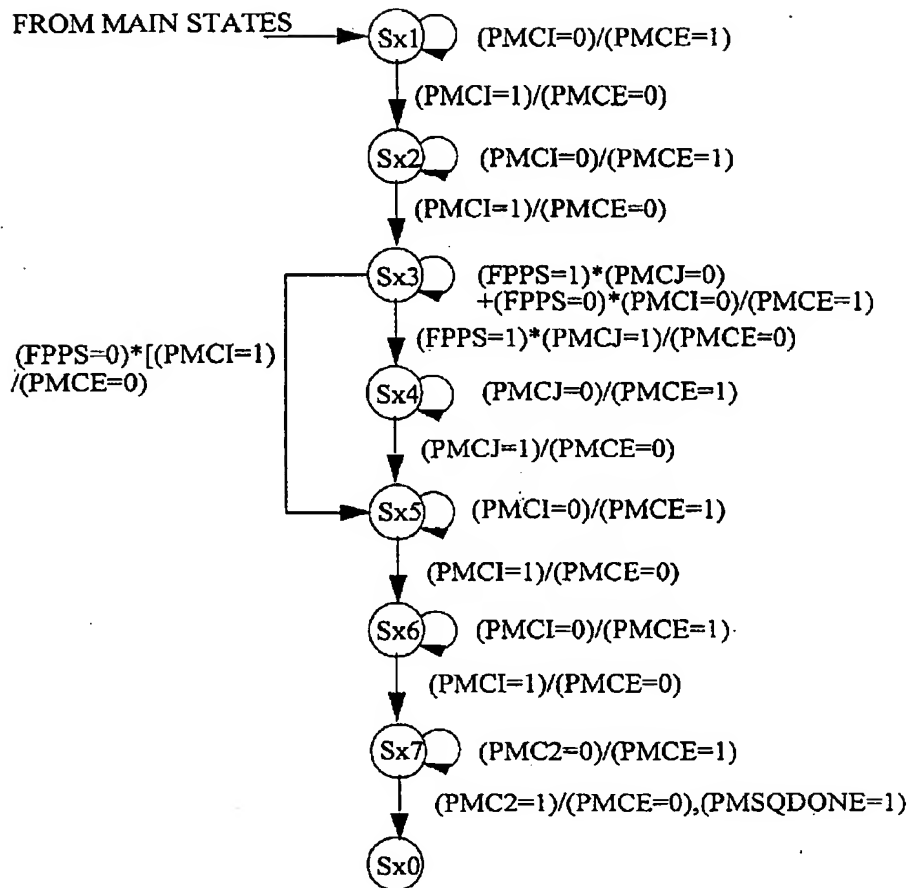 FROM MAIN STATES
Sx1
(PMCI=0)/(PMCE=1)
(PMCI=1)/(PMCE=0)
Sx2
(PMCI=0)/(PMCE=1)
(PMCI=1)/(PMCE=0)
Sx3
(FPPS=1)*(PMCJ=0)
+(FPPS=0)*(PMCI=0)/(PMCE=1)
(FPPS=1)*(PMCJ=1)/(PMCE=0)
(FPPS=0)*[(PMCI=1)
/(PMCE=0)
Sx4
(PMCJ=0)/(PMCE=1)
(PMCJ=1)/(PMCE=0)
Sx5
(PMCI=0)/(PMCE=1)
(PMCI=1)/(PMCE=0)
Sx6
(PMCI=0)/(PMCE=1)
(PMCI=1)/(PMCE=0)
Sx7
(PMC2=0)/(PMCE=1)
(PMC2=1)/(PMCE=0),(PMSQDONE=1)
Sx0